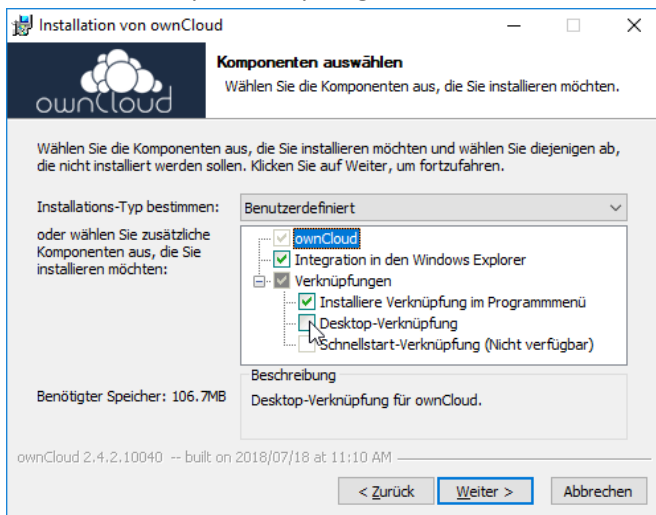 Installation von ownCloud
ownCloud
Komponenten auswählen
Wählen Sie die Komponenten aus, die Sie installieren möchten.
Wählen Sie die Komponenten aus, die Sie installieren möchten und wählen Sie diejenigen ab,
die nicht installiert werden sollen. Klicken Sie auf Weiter, um fortzufahren.
Installations-Typ bestimmen:
Benutzerdefiniert
oder wählen Sie zusätzliche
Komponenten aus, die Sie
installieren möchten:
ownCloud
Integration in den Windows Explorer
Verknüpfungen
Installiere Verknüpfung im Programmmenü
Desktop-Verknüpfung
Schnellstart-Verknüpfung (Nicht verfügbar)
Benötigter Speicher: 106.7MB
Beschreibung
Desktop-Verknüpfung für ownCloud.
ownCloud 2.4.2.10040 -- built on 2018/07/18 at 11:10 AM
< Zurück
Weiter >
Abbrechen